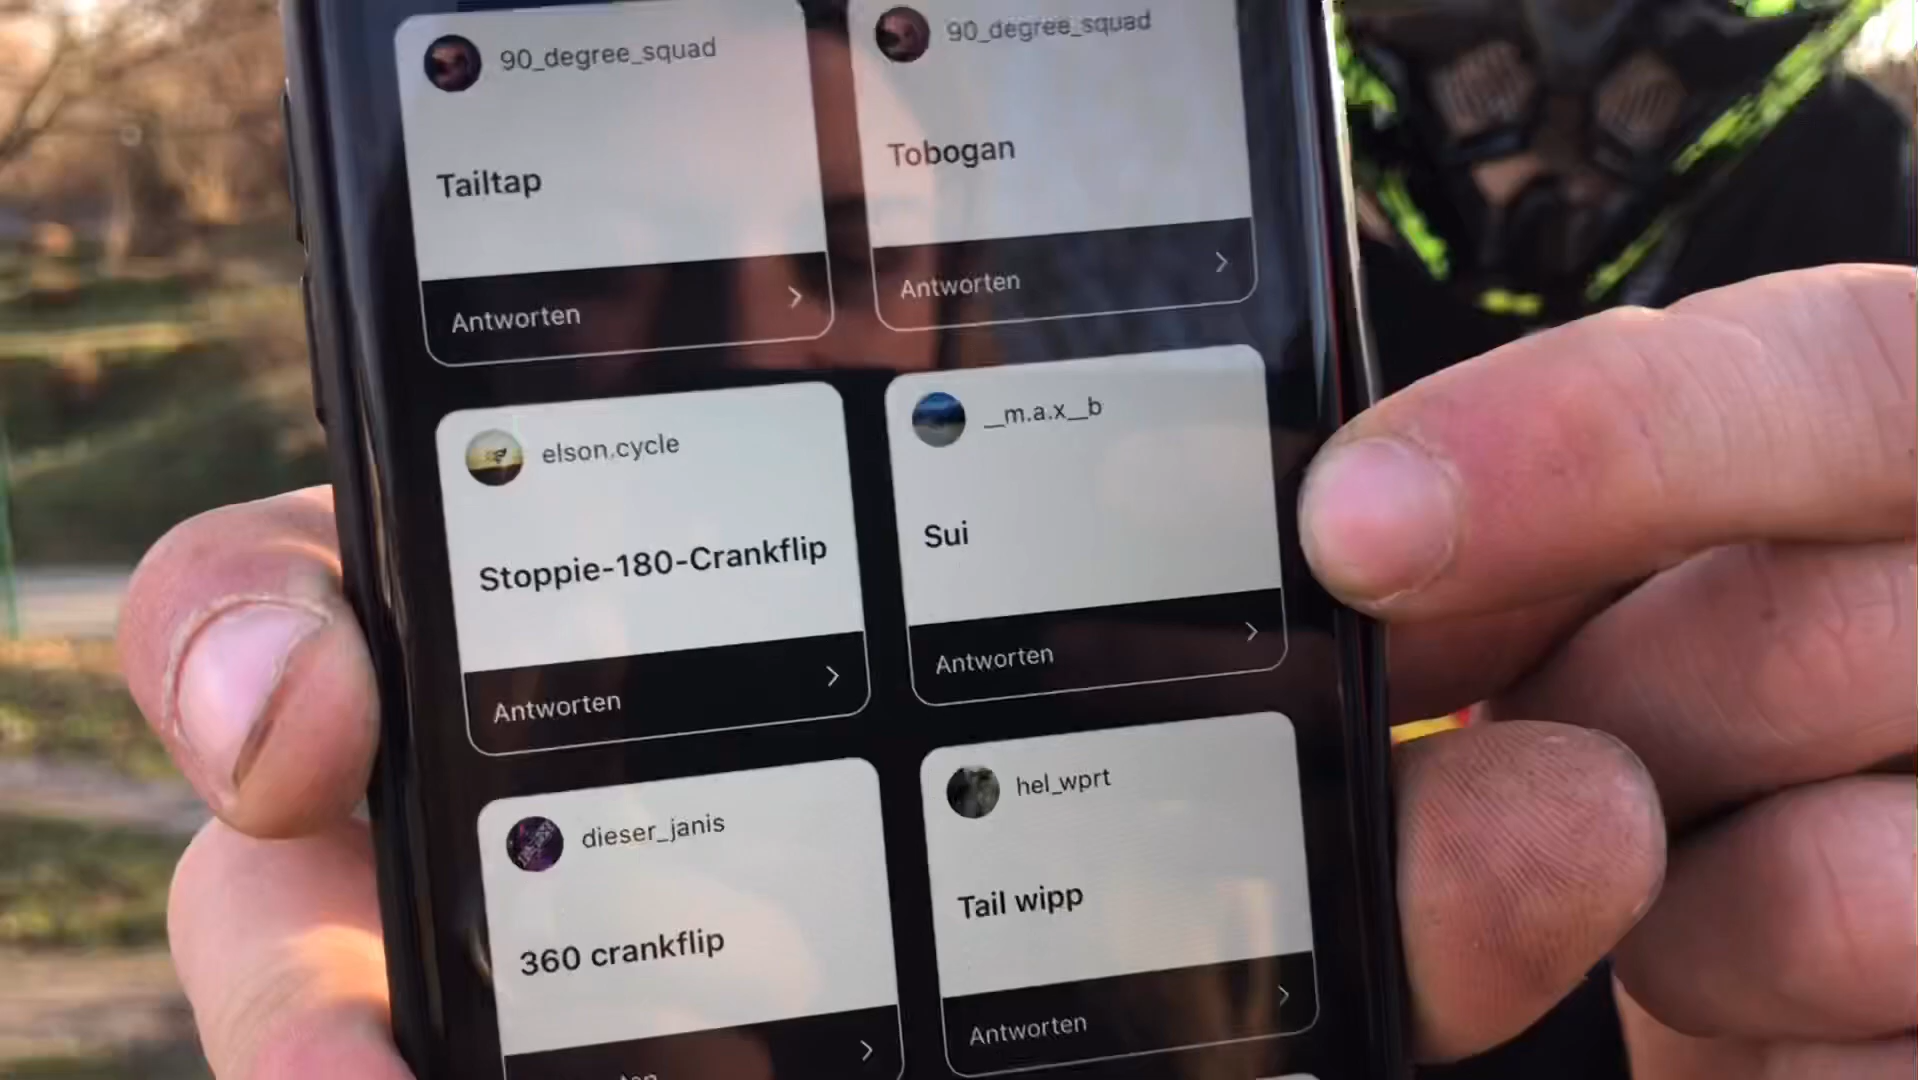 90_degree_squad
Tailtap
Antworten
90_degree_squad
Tobogan
Antworten
elson.cycle
Stoppie-180-Crankflip
Antworten
__m.a.x__b
Sui
Antworten
dieser_janis
360 crankflip
hel_wprt
Tail wipp
Antworten